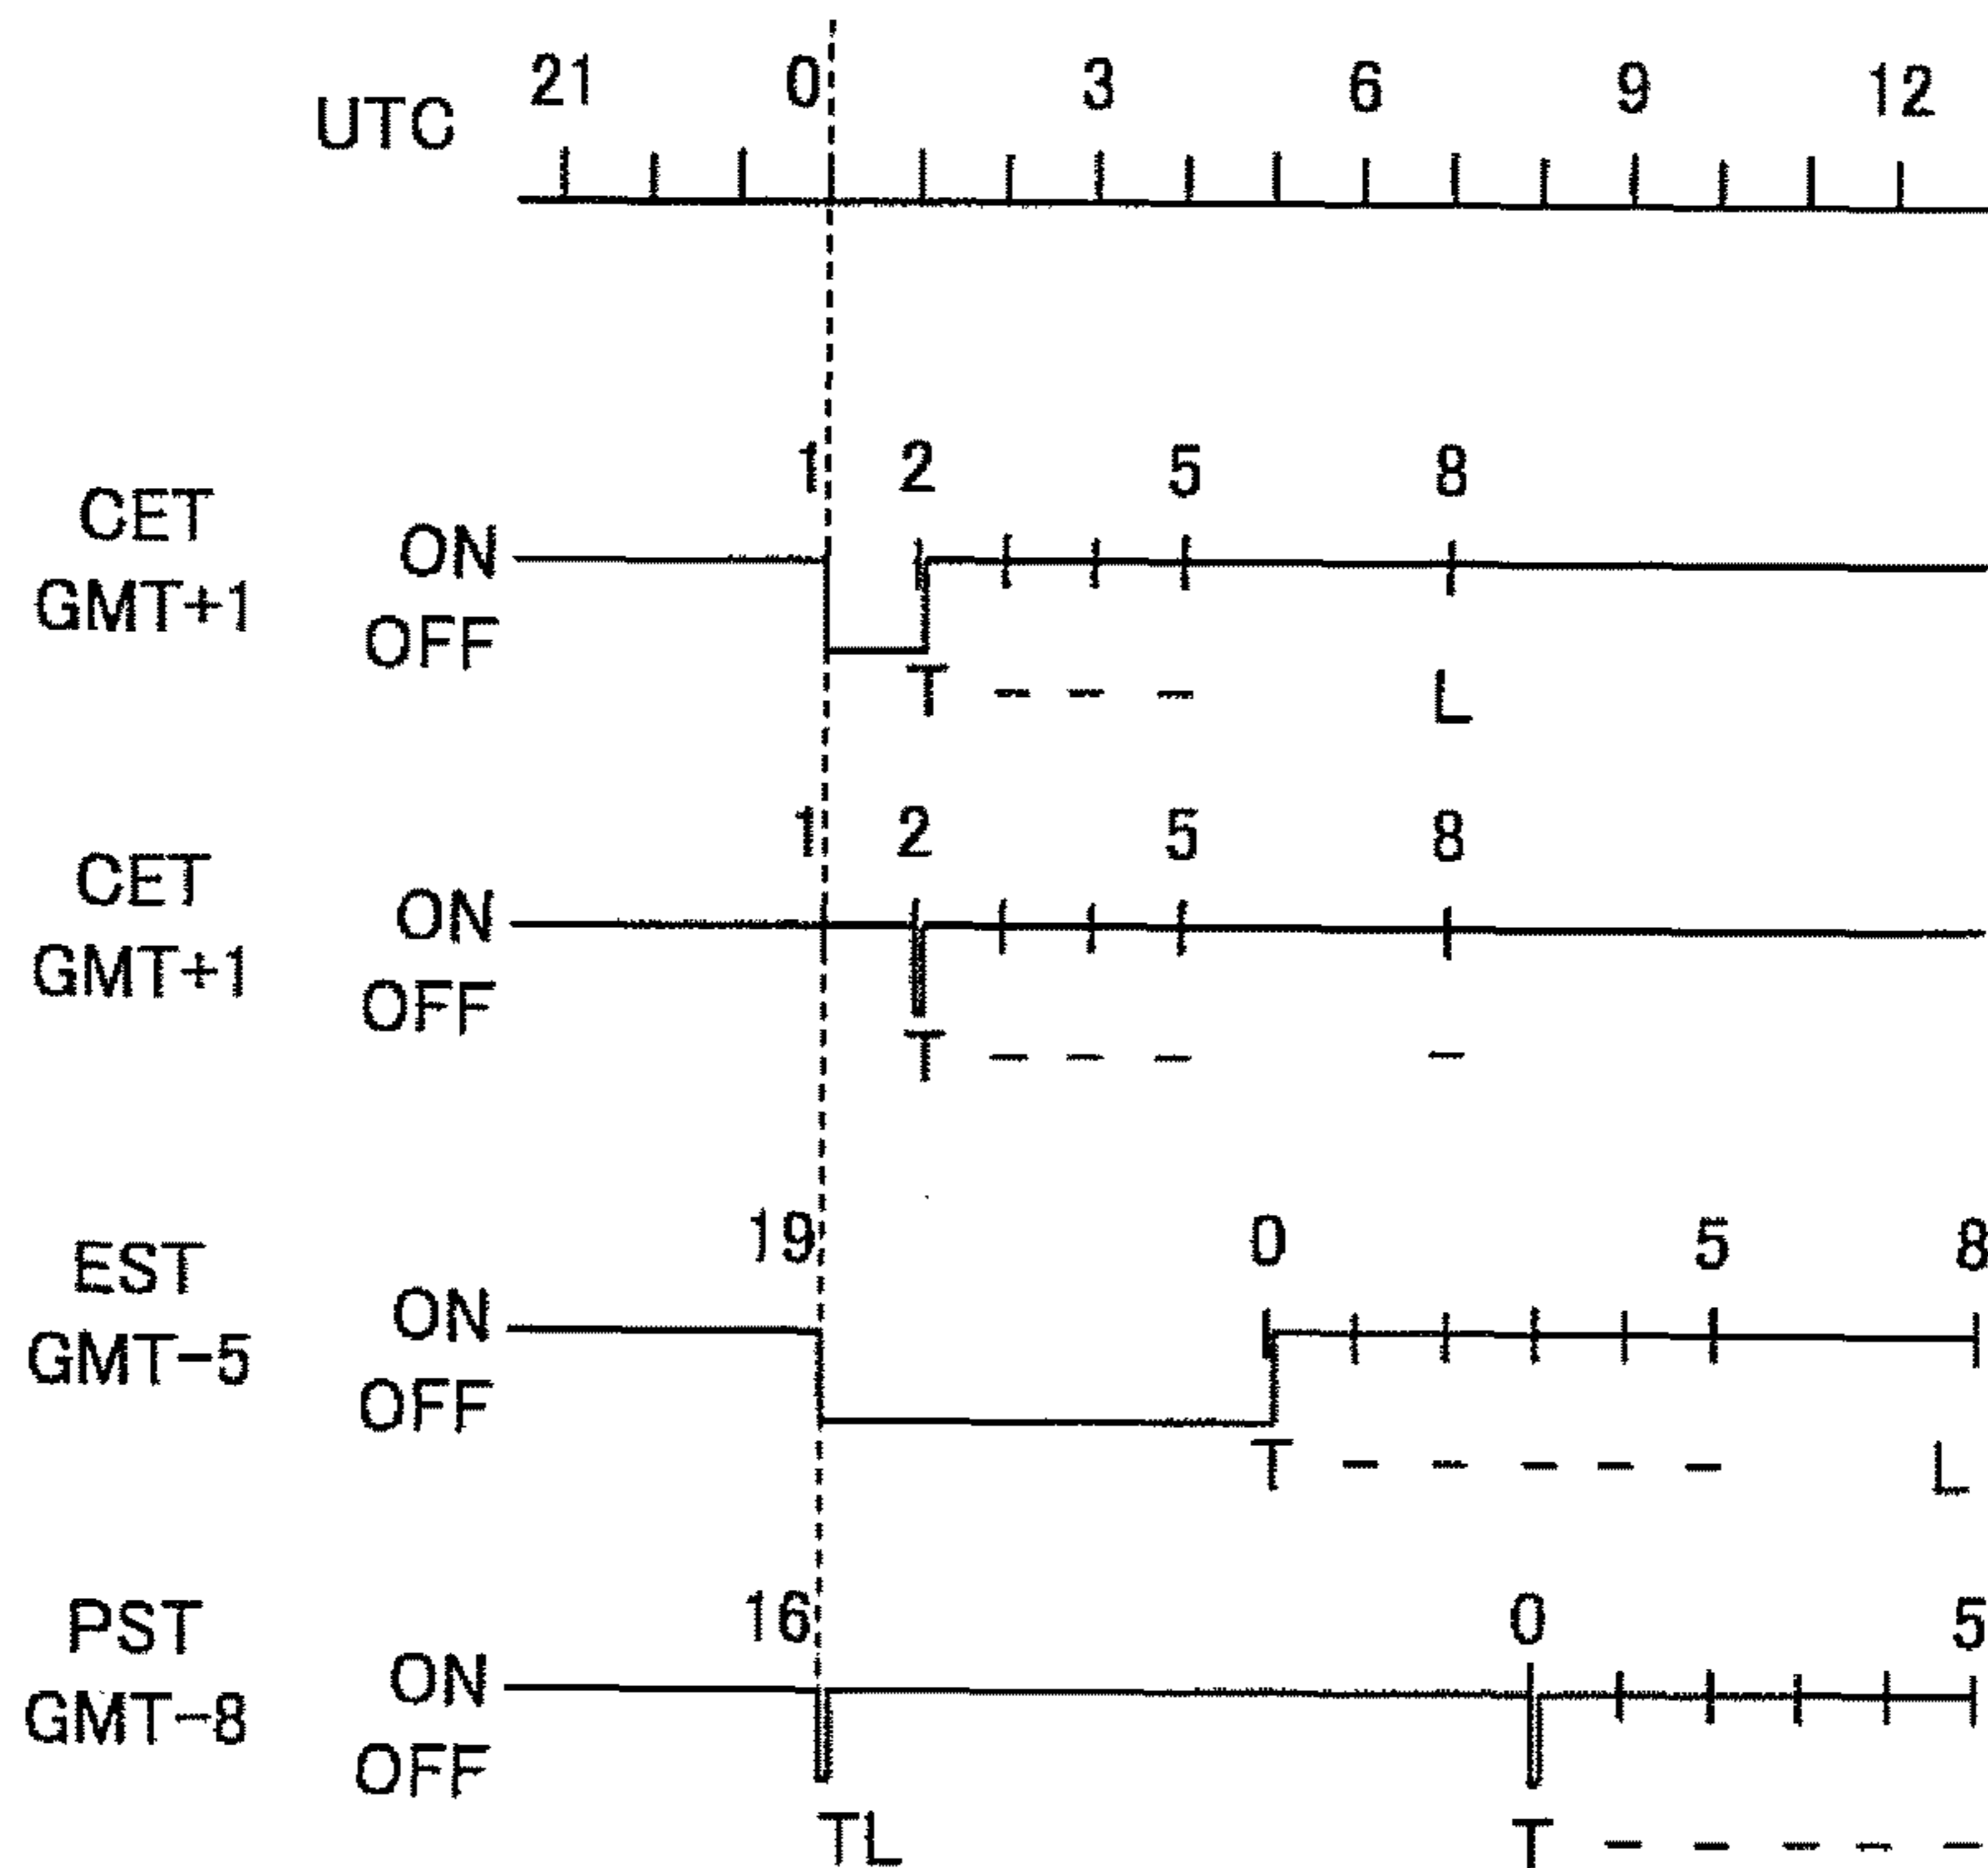 UTC 21 0 3 6 9 12
1 2 5 8
CET
GMT+1
ON
OFF
T - - - L
1 2 5 8
CET
GMT+1
ON
OFF
T - - - -
19 0 5 8
EST
GMT-5
ON
OFF
T - - - - - L
16 0 5
PST
GMT-8
ON
OFF
TL T - - - - -